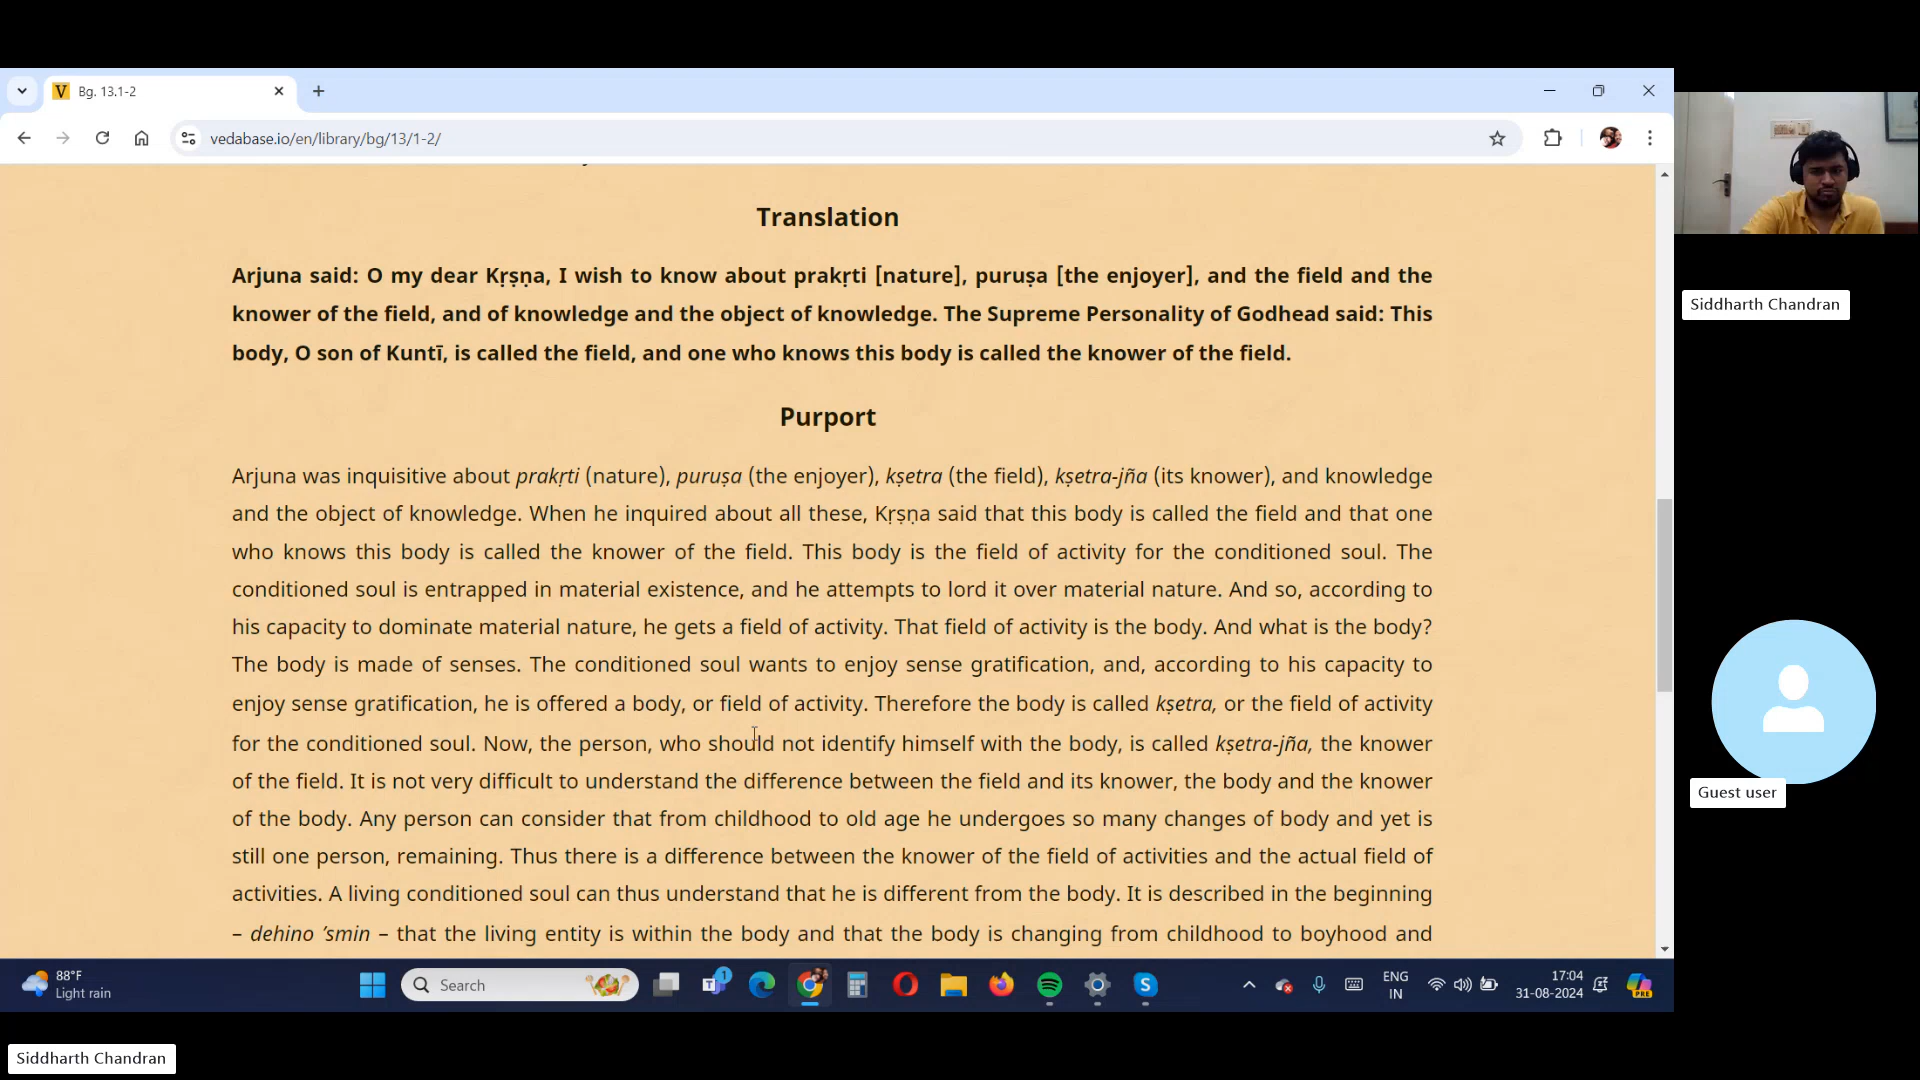 V Bg. 13.1-2
vedabase.io/en/library/bg/13/1-2/
Translation
Arjuna said: O my dear Kṛṣṇa, I wish to know about prakṛti [nature], puruṣa [the enjoyer], and the field and the
knower of the field, and of knowledge and the object of knowledge. The Supreme Personality of Godhead said: This
body, O son of Kuntī, is called the field, and one who knows this body is called the knower of the field.
Purport
Arjuna was inquisitive about prakṛti (nature), puruṣa (the enjoyer), kṣetra (the field), kṣetra-jña (its knower), and knowledge
and the object of knowledge. When he inquired about all these, Kṛṣṇa said that this body is called the field and that one
who knows this body is called the knower of the field. This body is the field of activity for the conditioned soul. The
conditioned soul is entrapped in material existence, and he attempts to lord it over material nature. And so, according to
his capacity to dominate material nature, he gets a field of activity. That field of activity is the body. And what is the body?
The body is made of senses. The conditioned soul wants to enjoy sense gratification, and, according to his capacity to
enjoy sense gratification, he is offered a body, or field of activity. Therefore the body is called kṣetra, or the field of activity
for the conditioned soul. Now, the person, who should not identify himself with the body, is called kṣetra-jña, the knower
of the field. It is not very difficult to understand the difference between the field and its knower, the body and the knower
of the body. Any person can consider that from childhood to old age he undergoes so many changes of body and yet is
still one person, remaining. Thus there is a difference between the knower of the field of activities and the actual field of
activities. A living conditioned soul can thus understand that he is different from the body. It is described in the beginning
– dehino ’smin – that the living entity is within the body and that the body is changing from childhood to boyhood and
88°F
Light rain
Search
T 1
S
ENG
IN
17:04
31-08-2024
PRE
Siddharth Chandran
Guest user
Siddharth Chandran